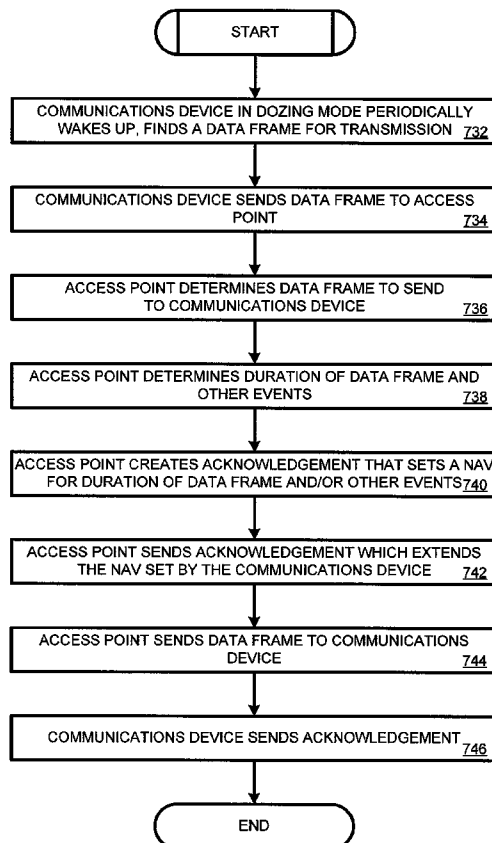 START
COMMUNICATIONS DEVICE IN DOZING MODE PERIODICALLY
WAKES UP, FINDS A DATA FRAME FOR TRANSMISSION
732
COMMUNICATIONS DEVICE SENDS DATA FRAME TO ACCESS
POINT
734
ACCESS POINT DETERMINES DATA FRAME TO SEND
TO COMMUNICATIONS DEVICE
736
ACCESS POINT DETERMINES DURATION OF DATA FRAME AND
OTHER EVENTS
738
ACCESS POINT CREATES ACKNOWLEDGEMENT THAT SETS A NAV
FOR DURATION OF DATA FRAME AND/OR OTHER EVENTS
740
ACCESS POINT SENDS ACKNOWLEDGEMENT WHICH EXTENDS
THE NAV SET BY THE COMMUNICATIONS DEVICE
742
ACCESS POINT SENDS DATA FRAME TO COMMUNICATIONS
DEVICE
744
COMMUNICATIONS DEVICE SENDS ACKNOWLEDGEMENT
746
END